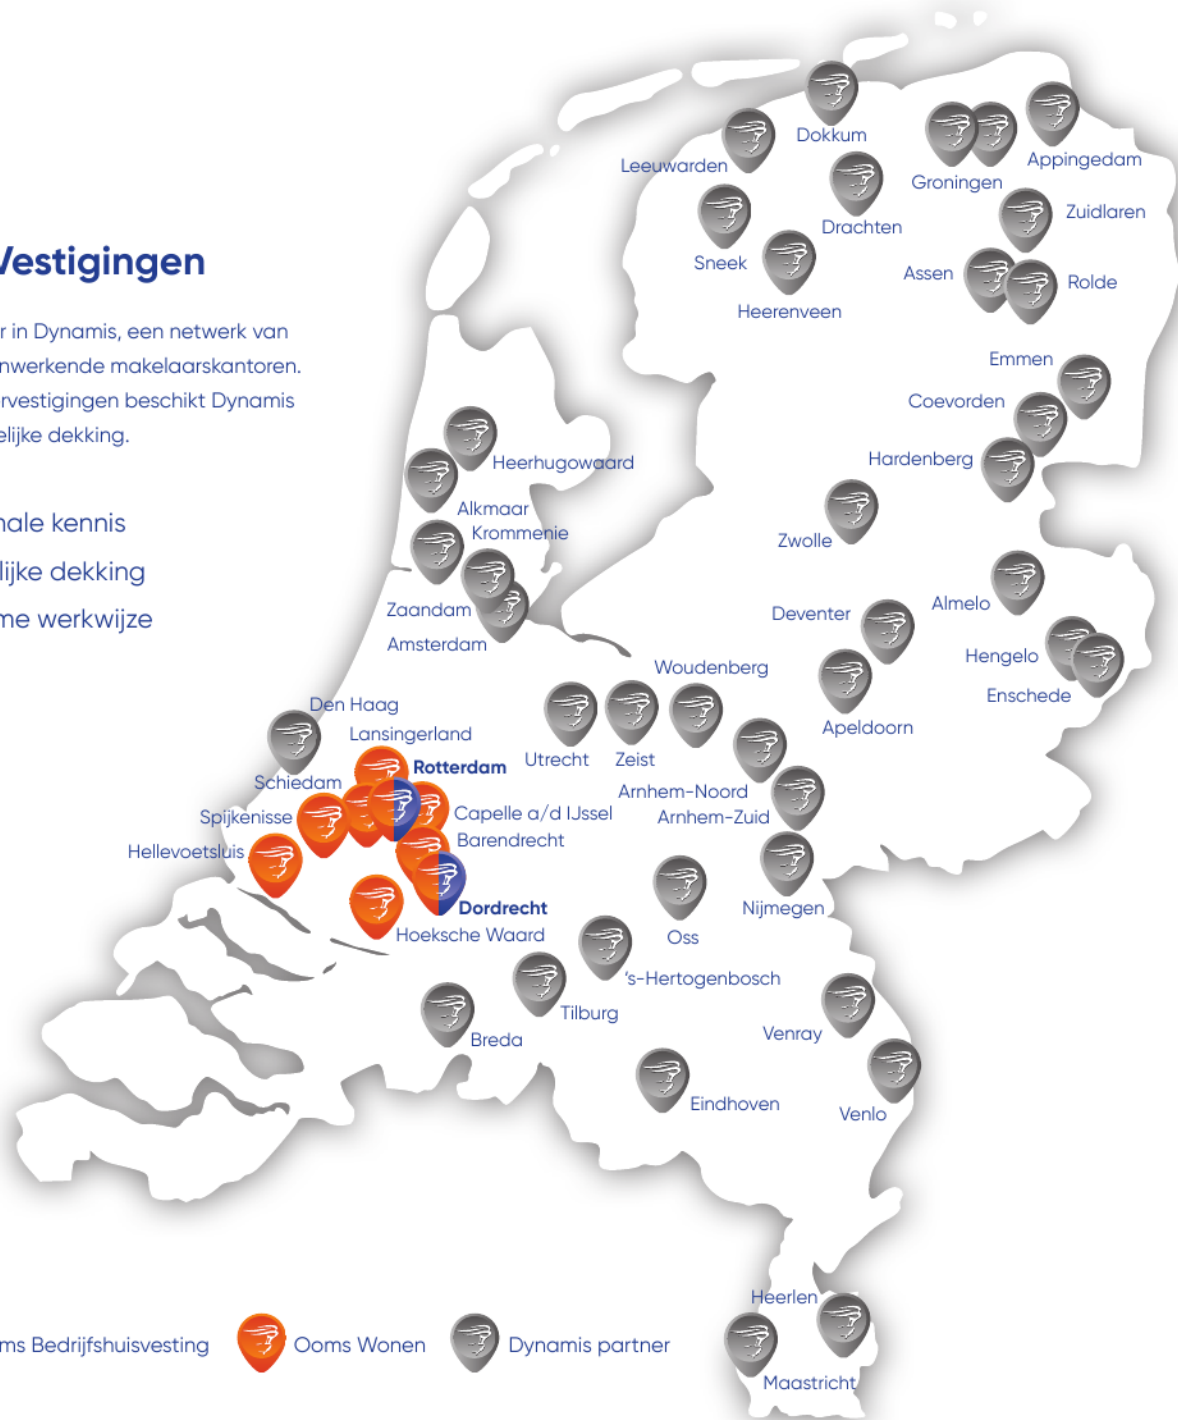 Vestigingen
r in Dynamis, een netwerk van
nwerkende makelaarskantoren.
rvestigingen beschikt Dynamis
elijke dekking.
nale kennis
lijke dekking
me werkwijze
Dokkum
Leeuwarden
Appingedam
Groningen
Zuidlaren
Drachten
Sneek
Assen
Rolde
Heerenveen
Emmen
Coevorden
Hardenberg
Heerhugowaard
Alkmaar
Krommenie
Zwolle
Zaandam
Amsterdam
Almelo
Deventer
Hengelo
Enschede
Woudenberg
Apeldoorn
Den Haag
Lansingerland
Utrecht
Zeist
Rotterdam
Schiedam
Arnhem-Noord
Arnhem-Zuid
Spijkenisse
Capelle a/d IJssel
Barendrecht
Hellevoetsluis
Dordrecht
Nijmegen
Hoeksche Waard
Oss
's-Hertogenbosch
Tilburg
Venray
Breda
Eindhoven
Venlo
Heerlen
Maastricht
ms Bedrijfshuisvesting
Ooms Wonen
Dynamis partner